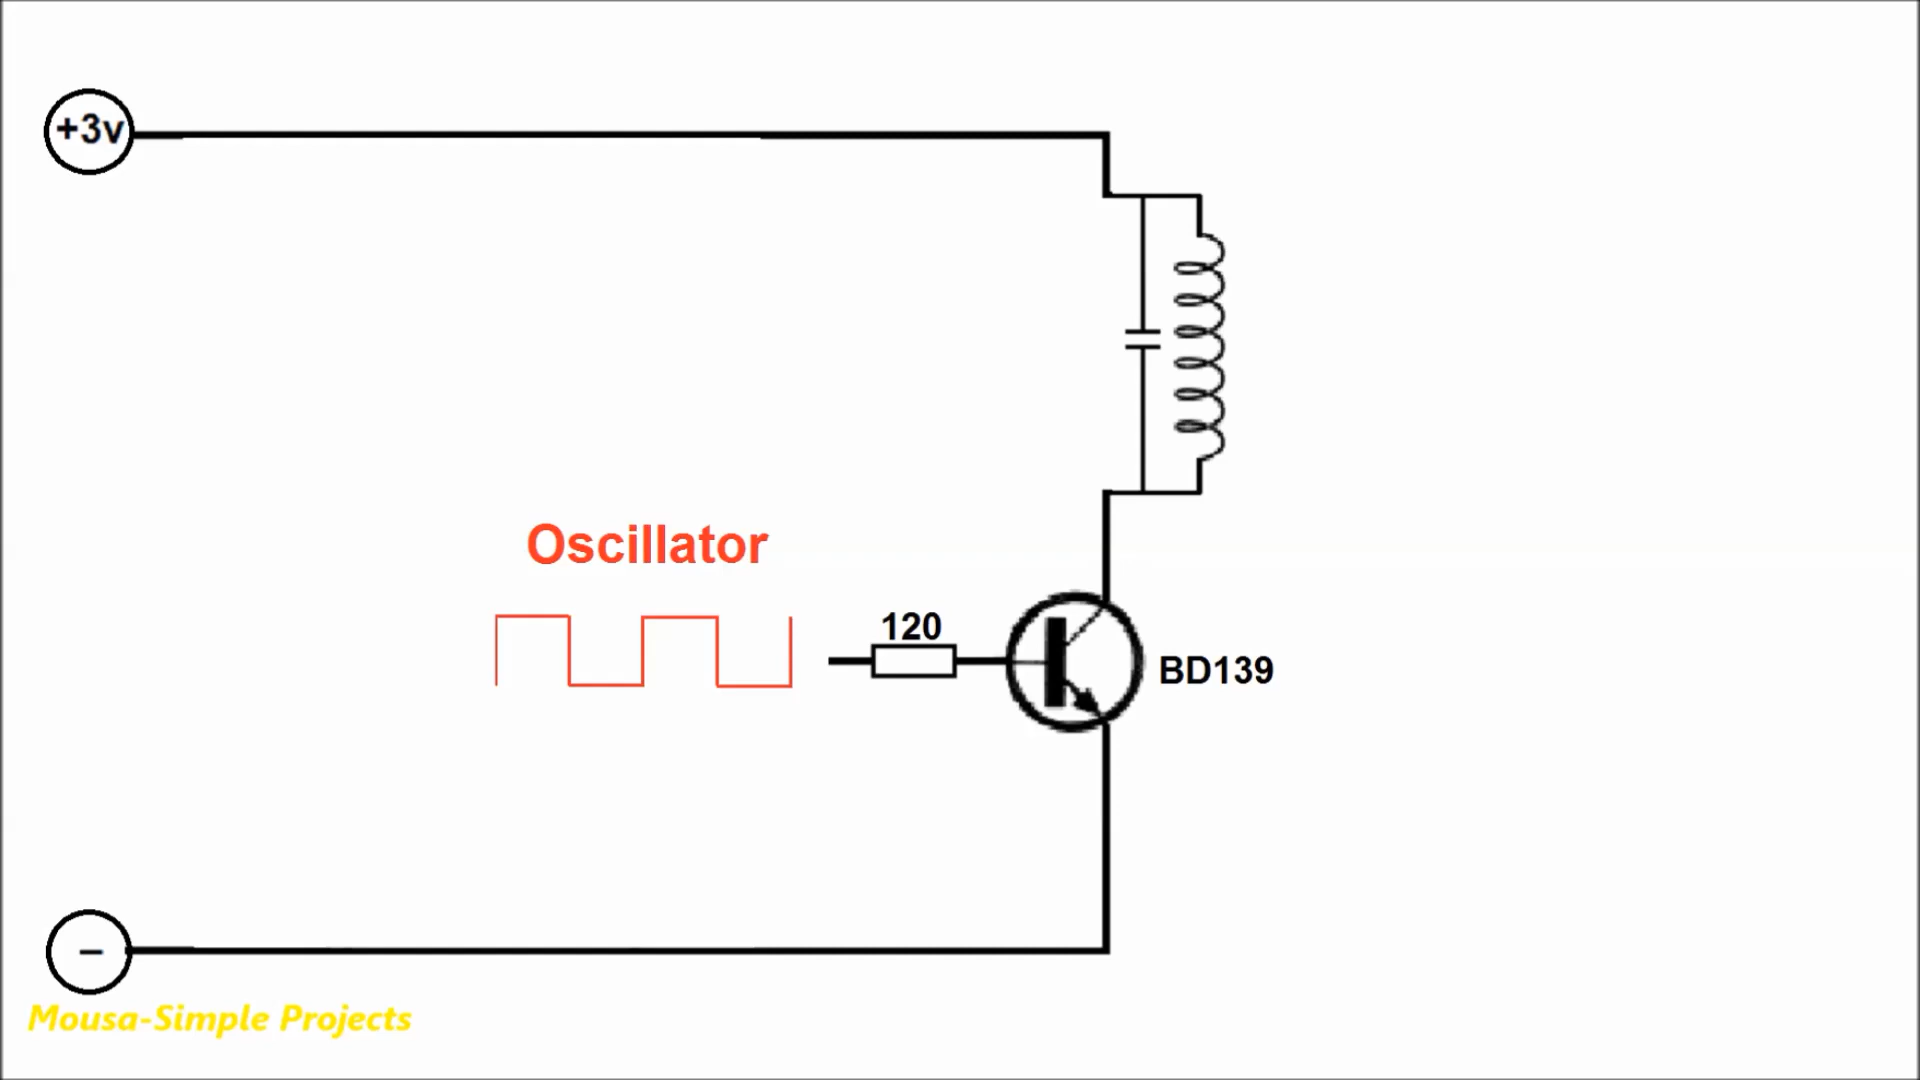 +3v
Oscillator
120
BD139
–
Mousa-Simple Projects